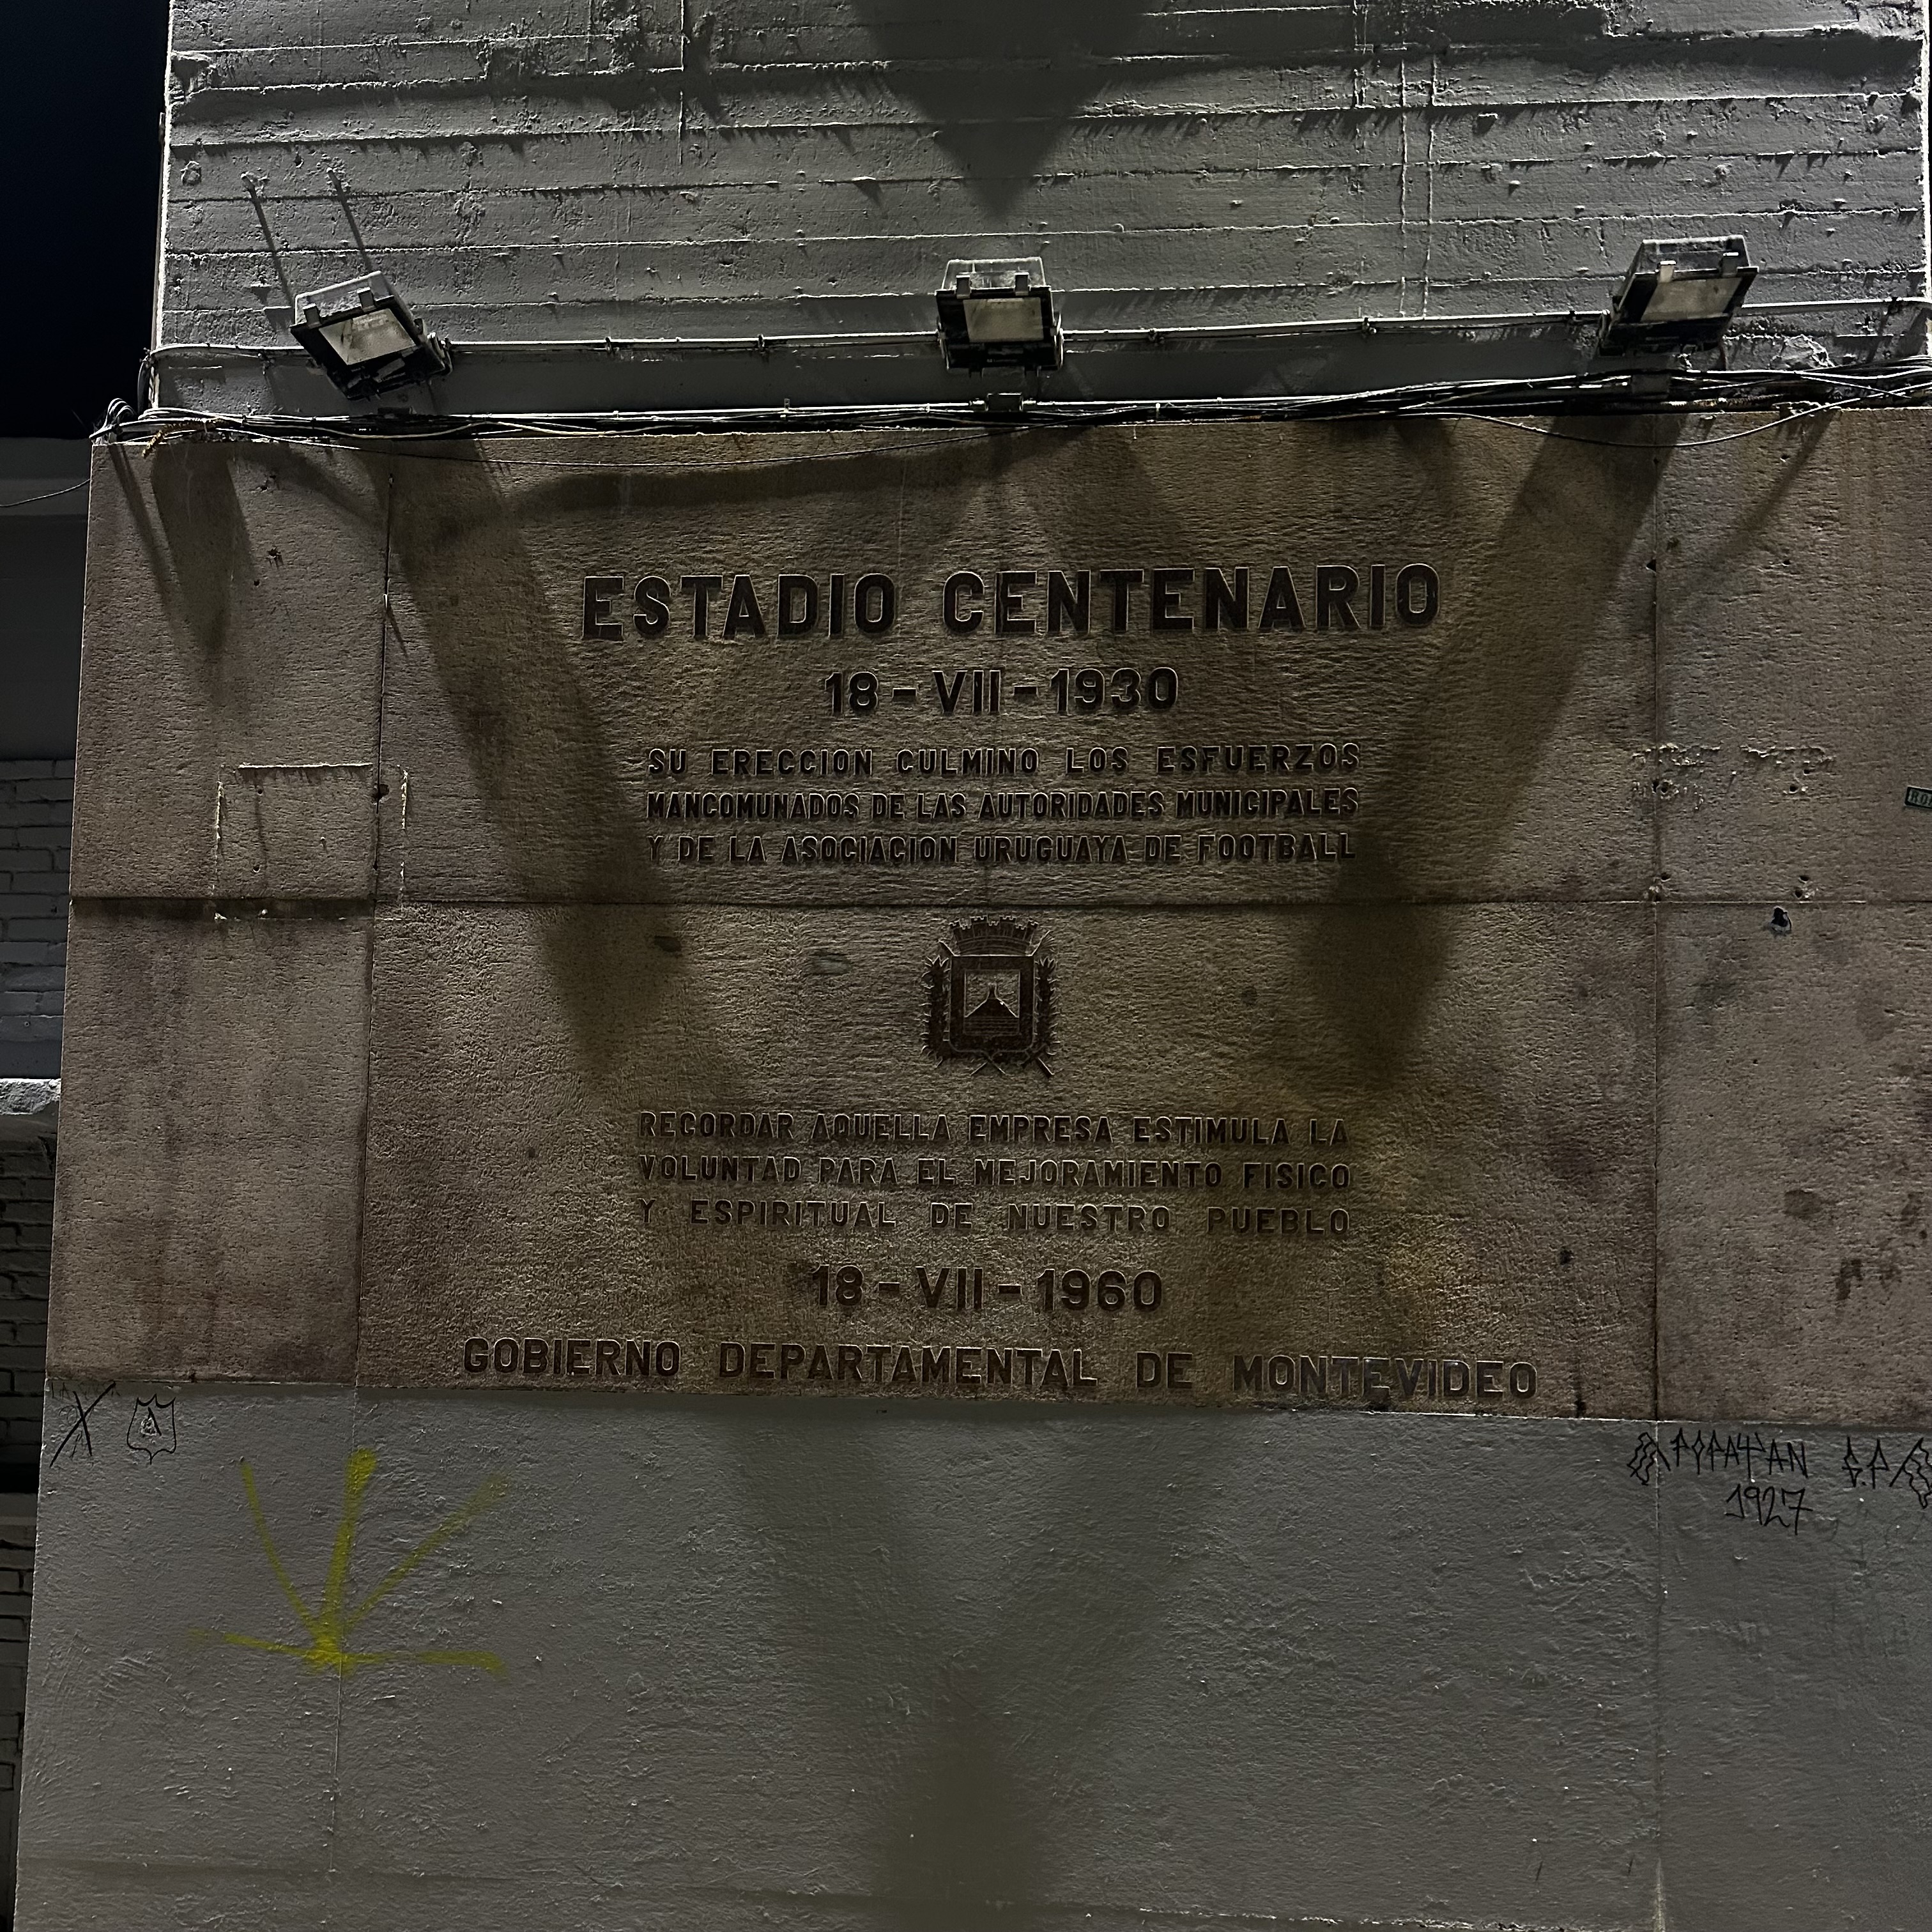 ESTADIO CENTENARIO
18-VII-1930
SU ERECCION CULMINO LOS ESFUERZOS
MANCOMUNADOS DE LAS AUTORIDADES MUNICIPALES
Y DE LA ASOCIACION URUGUAYA DE FOOTBALL
RECORDAR AQUELLA EMPRESA ESTIMULA LA
VOLUNTAD PARA EL MEJORAMIENTO FISICO
Y ESPIRITUAL DE NUESTRO PUEBLO
18-VII-1960
GOBIERNO DEPARTAMENTAL DE MONTEVIDEO
1927